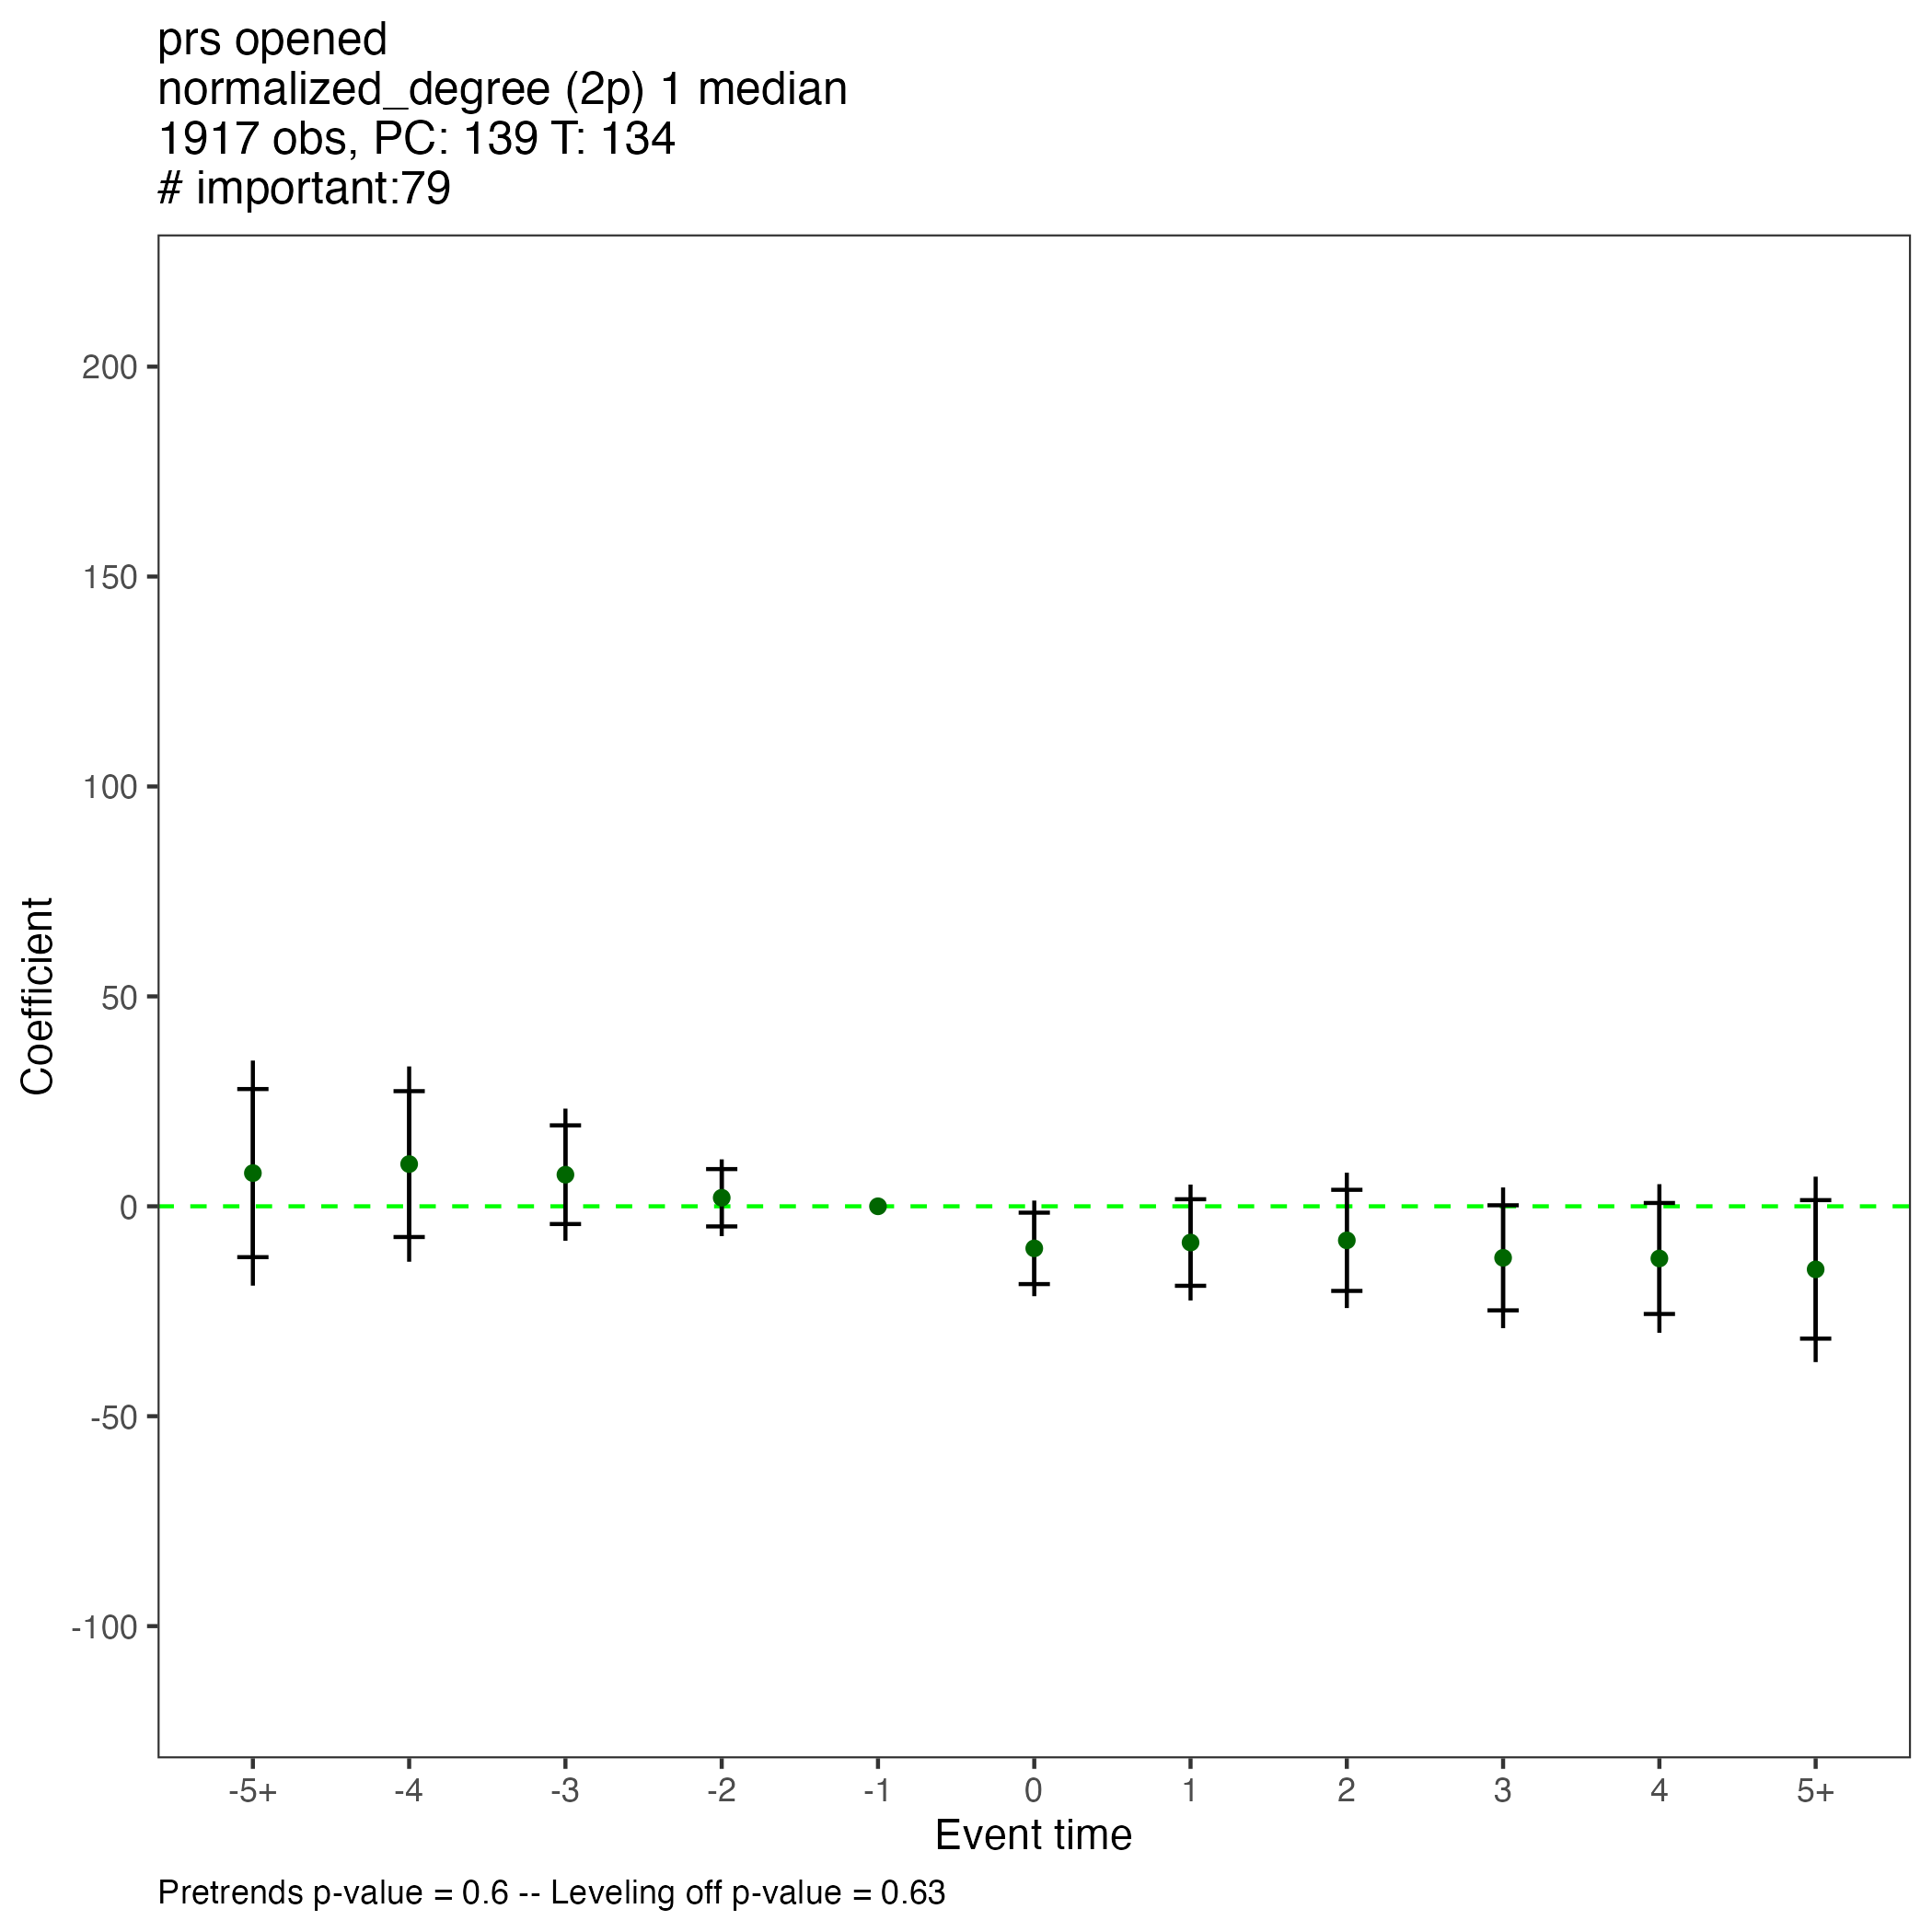 prs opened
normalized_degree (2p) 1 median
1917 obs, PC: 139 T: 134
# important:79
Coefficient
200
150
100
50
0
-50
-100
-5+ -4 -3 -2 -1 0 1 2 3 4 5+
Event time
Pretrends p-value = 0.6 -- Leveling off p-value = 0.63